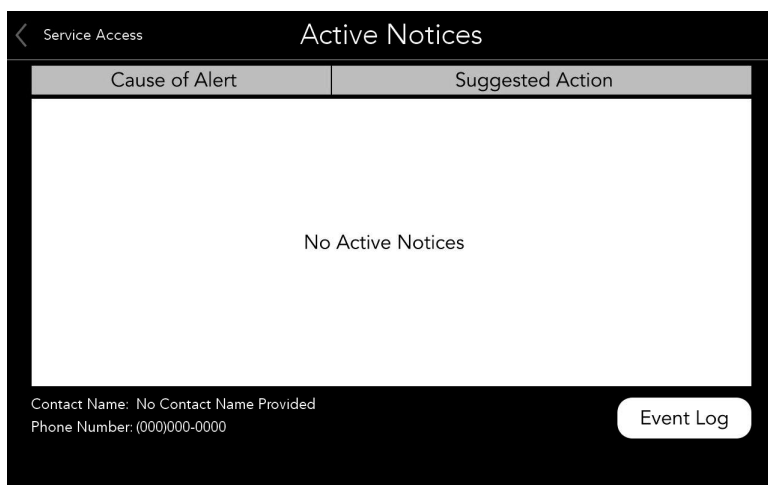 Service Access
Active Notices
Cause of Alert
Suggested Action
No Active Notices
Contact Name: No Contact Name Provided
Phone Number: (000)000-0000
Event Log